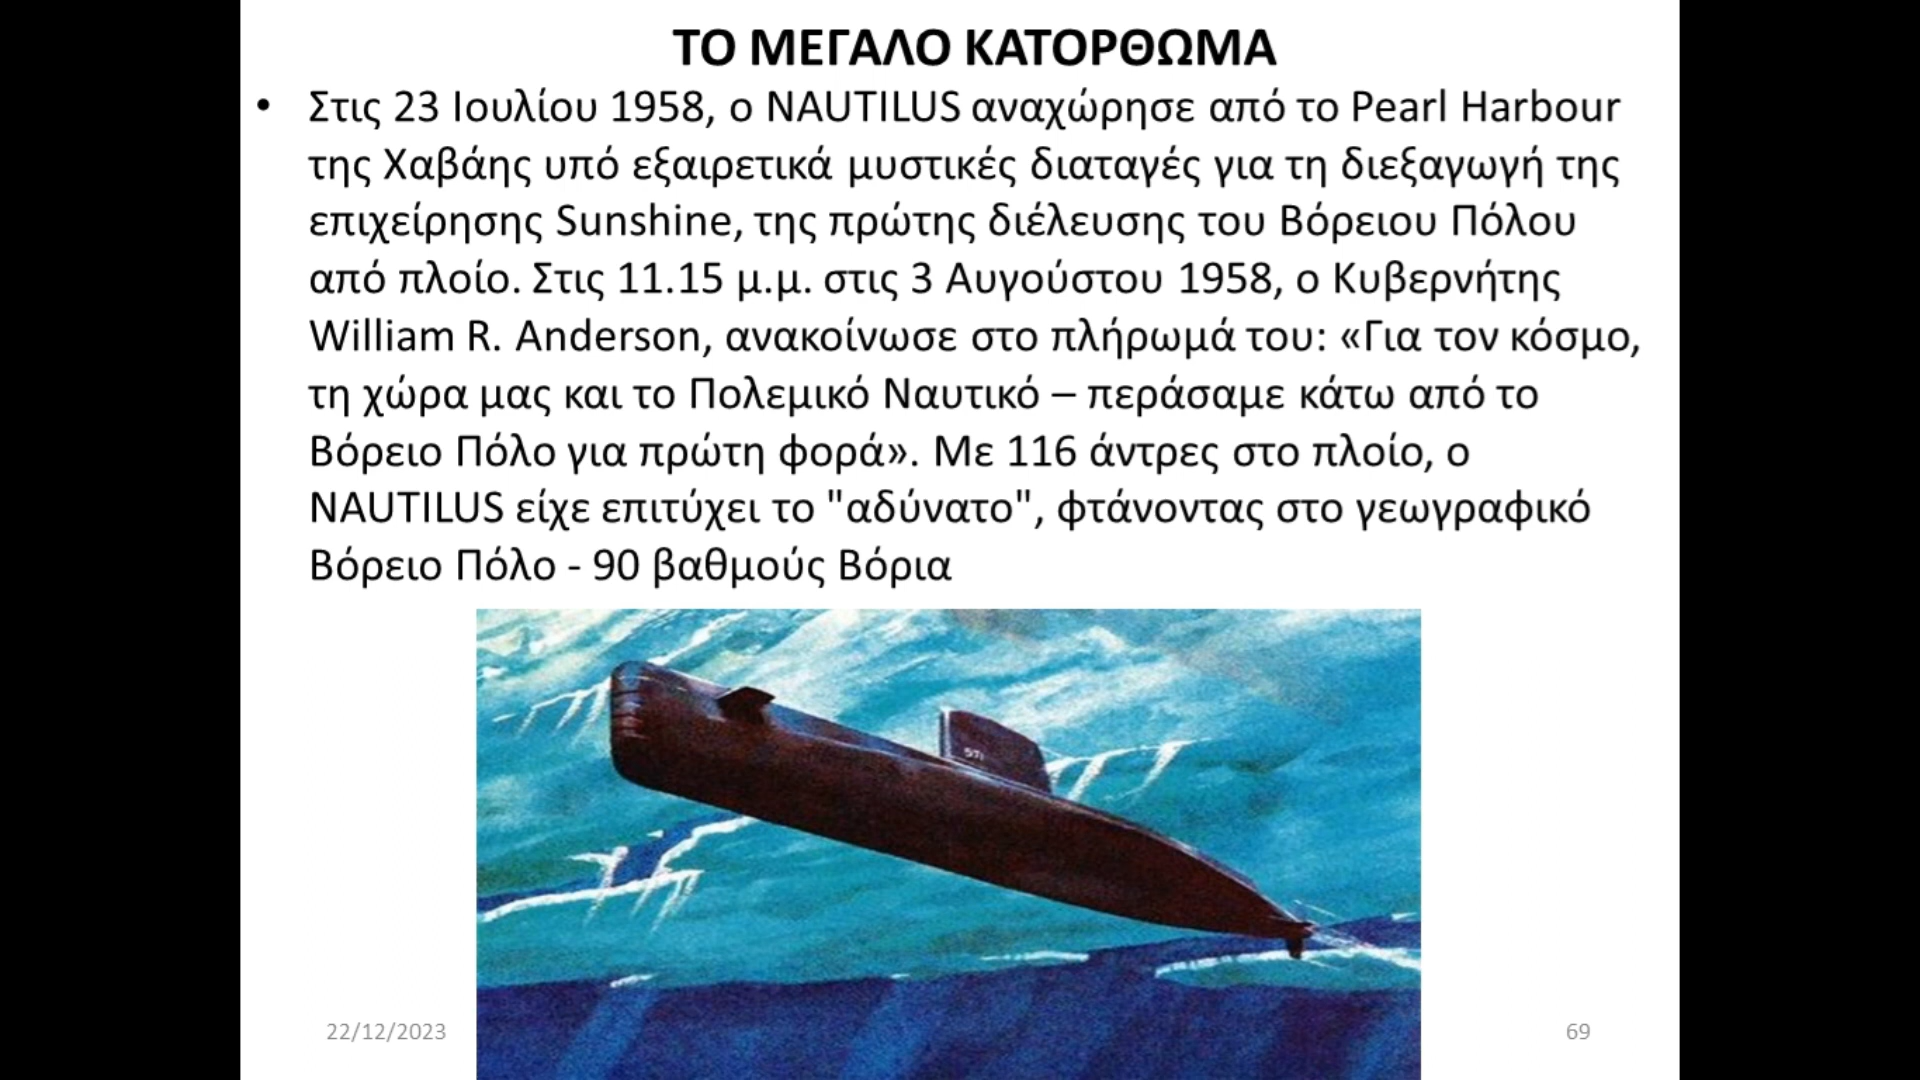 ΤΟ ΜΕΓΑΛΟ ΚΑΤΟΡΘΩΜΑ
• Στις 23 Ιουλίου 1958, ο NAUTILUS αναχώρησε από το Pearl Harbour
της Χαβάης υπό εξαιρετικά μυστικές διαταγές για τη διεξαγωγή της
επιχείρησης Sunshine, της πρώτης διέλευσης του Βόρειου Πόλου
από πλοίο. Στις 11.15 μ.μ. στις 3 Αυγούστου 1958, ο Κυβερνήτης
William R. Anderson, ανακοίνωσε στο πλήρωμά του: «Για τον κόσμο,
τη χώρα μας και το Πολεμικό Ναυτικό – περάσαμε κάτω από το
Βόρειο Πόλο για πρώτη φορά». Με 116 άντρες στο πλοίο, ο
NAUTILUS είχε επιτύχει το "αδύνατο", φτάνοντας στο γεωγραφικό
Βόρειο Πόλο - 90 βαθμούς Βόρια
571
22/12/2023
69